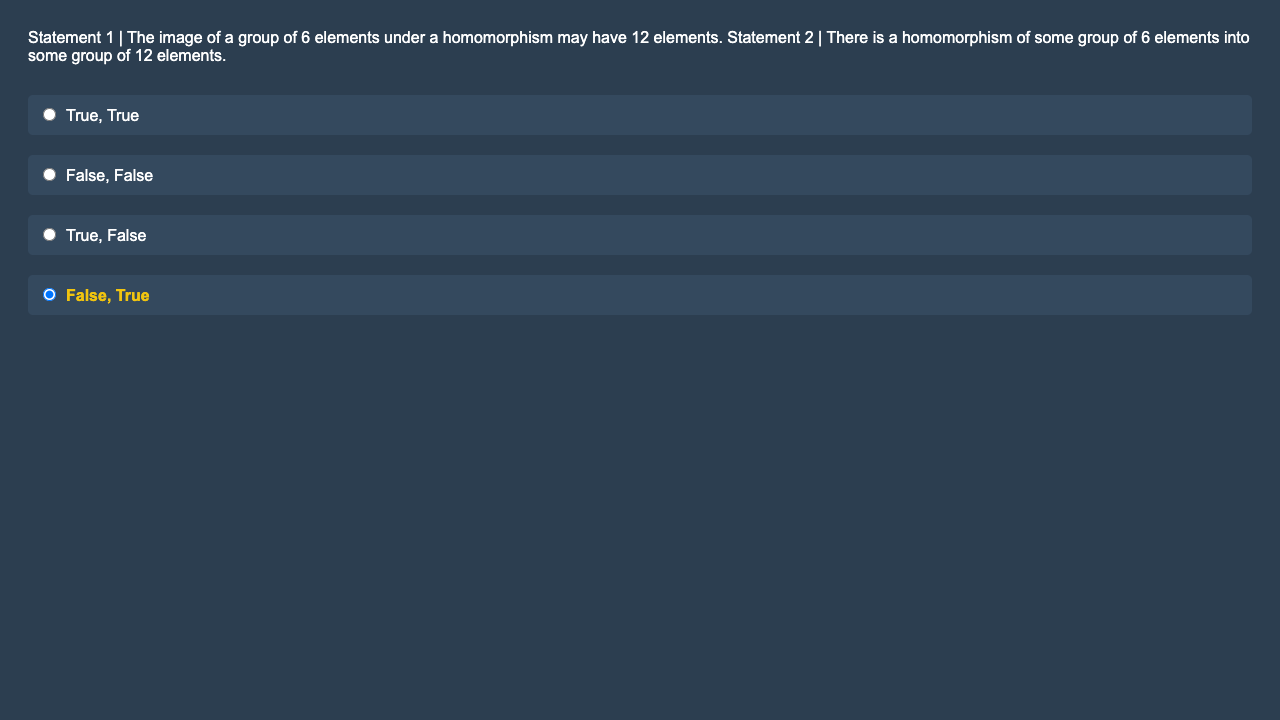 Statement 1 | The image of a group of 6 elements under a homomorphism may have 12 elements. Statement 2 | There is a homomorphism of some group of 6 elements into
some group of 12 elements.
True, True
False, False
True, False
False, True